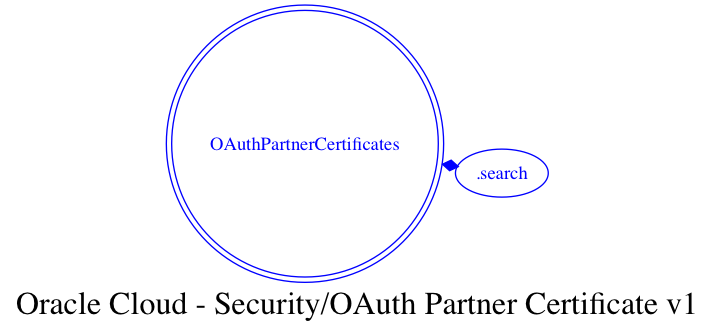 OAuthPartnerCertificates
.search
Oracle Cloud - Security/OAuth Partner Certificate v1